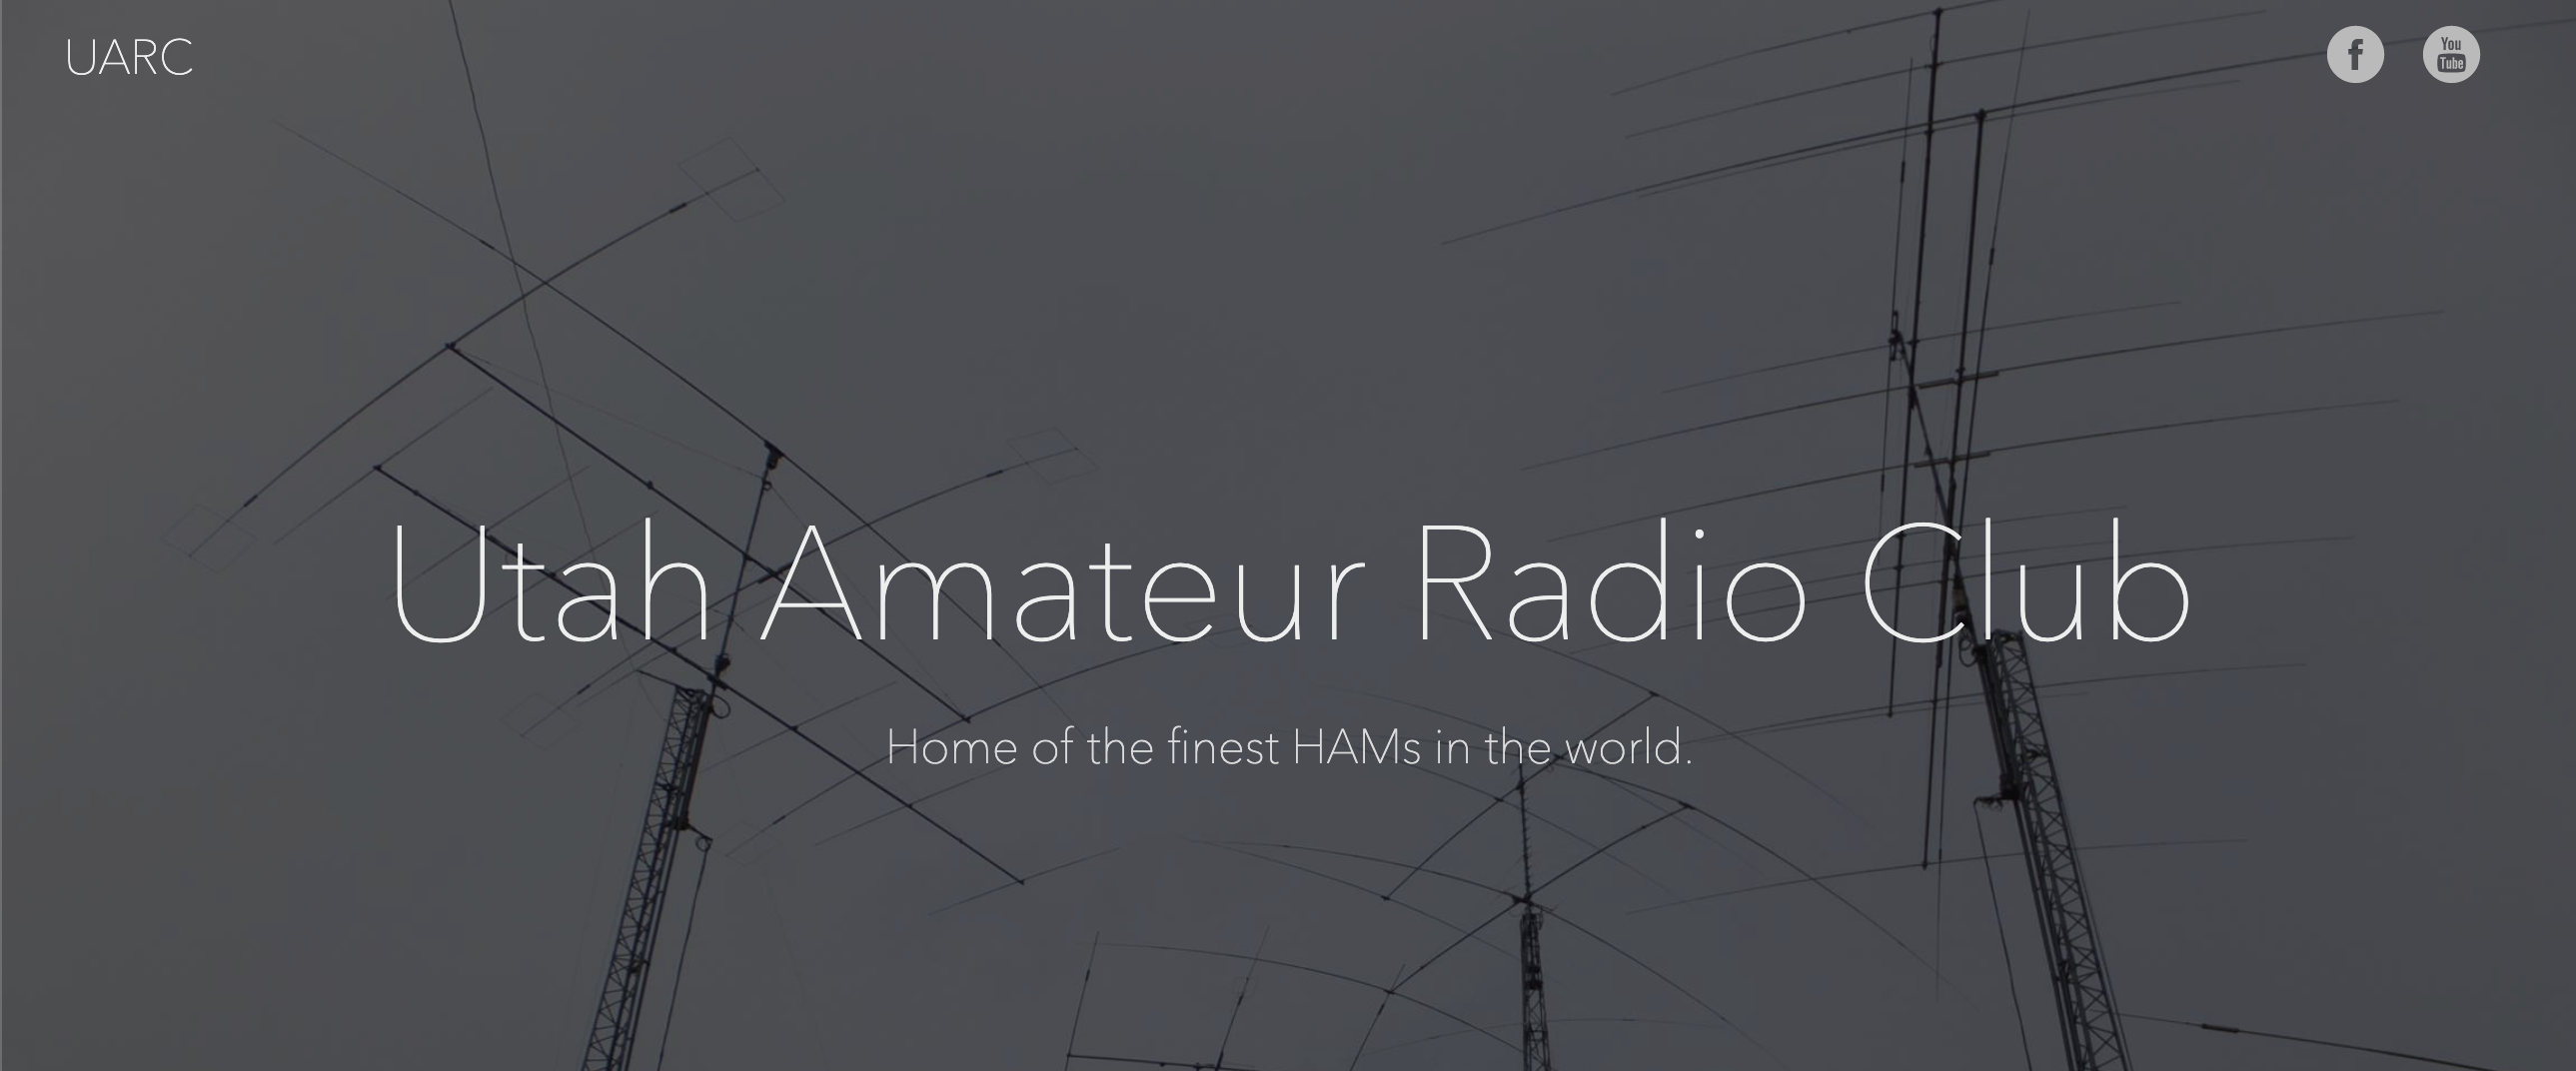 UARC
f
You
Tube
Utah Amateur Radio Club
Home of the finest HAMs in the world.